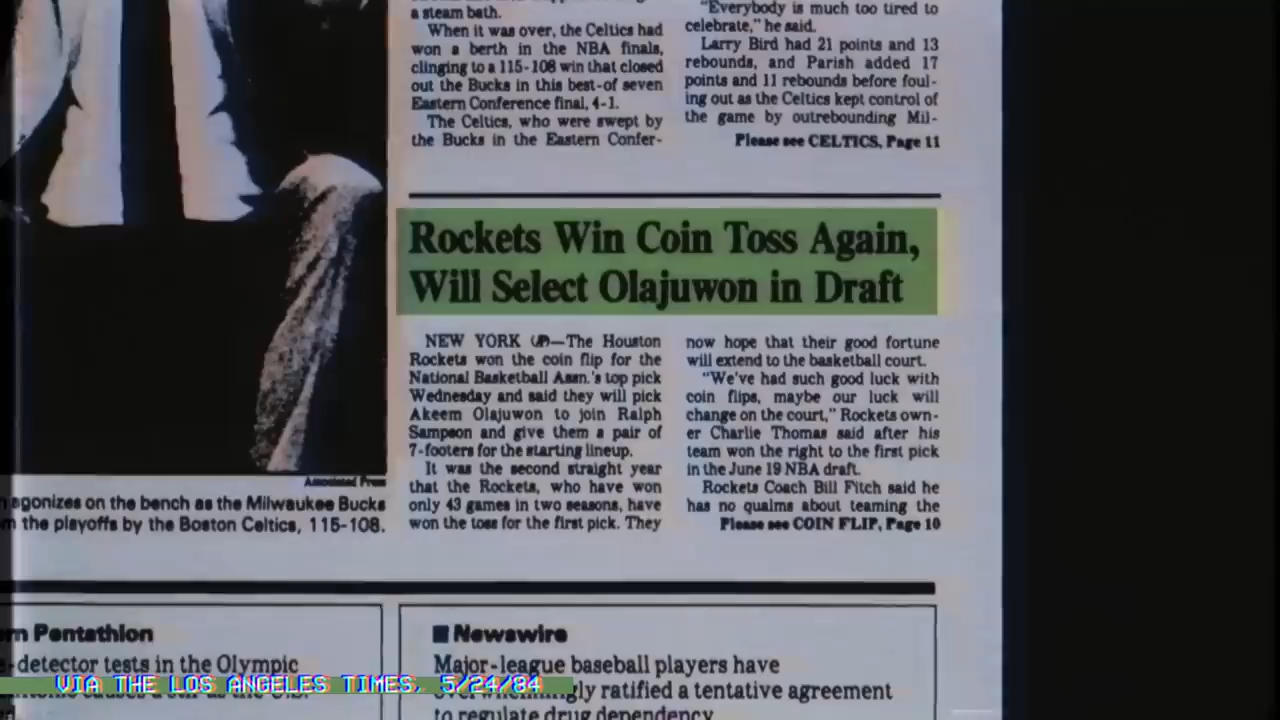 a steam bath.
When it was over, the Celtics had
won a berth in the NBA finals,
clinging to a 115-108 win that closed
out the Bucks in this best-of seven
Eastern Conference final, 4-1.
The Celtics, who were swept by
the Bucks in the Eastern Confer-
"Everybody is much too tired to
celebrate," he said.
Larry Bird had 21 points and 13
rebounds, and Parish added 17
points and 11 rebounds before foul-
ing out as the Celtics kept control of
the game by outrebounding Mil-
Please see CELTICS, Page 11
Rockets Win Coin Toss Again,
Will Select Olajuwon in Draft
NEW YORK (AP)—The Houston
Rockets won the coin flip for the
National Basketball Assn.'s top pick
Wednesday and said they will pick
Akeem Olajuwon to join Ralph
Sampson and give them a pair of
7-footers for the starting lineup.
It was the second straight year
that the Rockets, who have won
only 43 games in two seasons, have
won the toss for the first pick. They
now hope that their good fortune
will extend to the basketball court.
"We've had such good luck with
coin flips, maybe our luck will
change on the court," Rockets own-
er Charlie Thomas said after his
team won the right to the first pick
in the June 19 NBA draft.
Rockets Coach Bill Fitch said he
has no qualms about teaming the
Please see COIN FLIP, Page 10
Associated Press
agonizes on the bench as the Milwaukee Bucks
the playoffs by the Boston Celtics, 115-108.
Pentathlon
-detector tests in the Olympic
Newswire
Major-league baseball players have
ratified a tentative agreement
to regulate drug dependency
VIA THE LOS ANGELES TIMES, 5/24/84